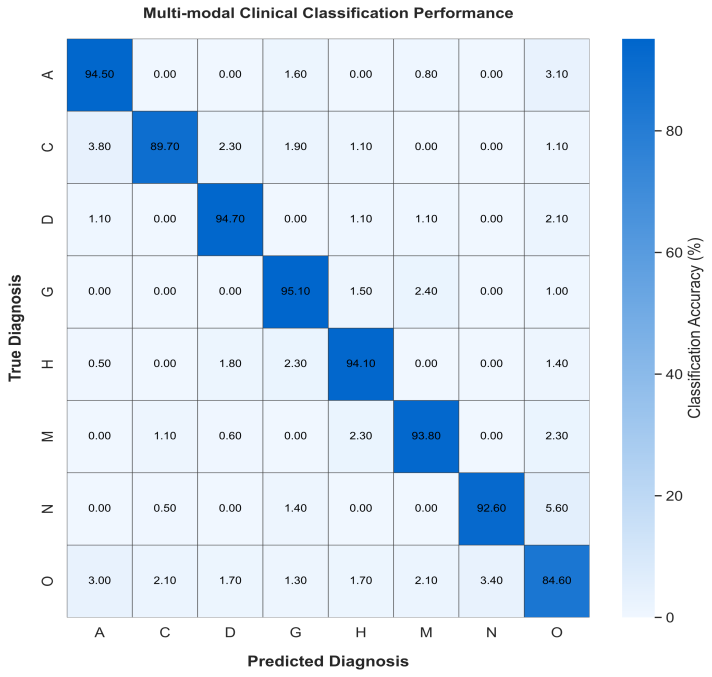 Multi-modal Clinical Classification Performance
True Diagnosis
A 94.50 0.00 0.00 1.60 0.00 0.80 0.00 3.10
C 3.80 89.70 2.30 1.90 1.10 0.00 0.00 1.10
D 1.10 0.00 94.70 0.00 1.10 1.10 0.00 2.10
G 0.00 0.00 0.00 95.10 1.50 2.40 0.00 1.00
H 0.50 0.00 1.80 2.30 94.10 0.00 0.00 1.40
M 0.00 1.10 0.60 0.00 2.30 93.80 0.00 2.30
N 0.00 0.50 0.00 1.40 0.00 0.00 92.60 5.60
O 3.00 2.10 1.70 1.30 1.70 2.10 3.40 84.60
A C D G H M N O
Predicted Diagnosis
80
60
40
20
0
Classification Accuracy (%)